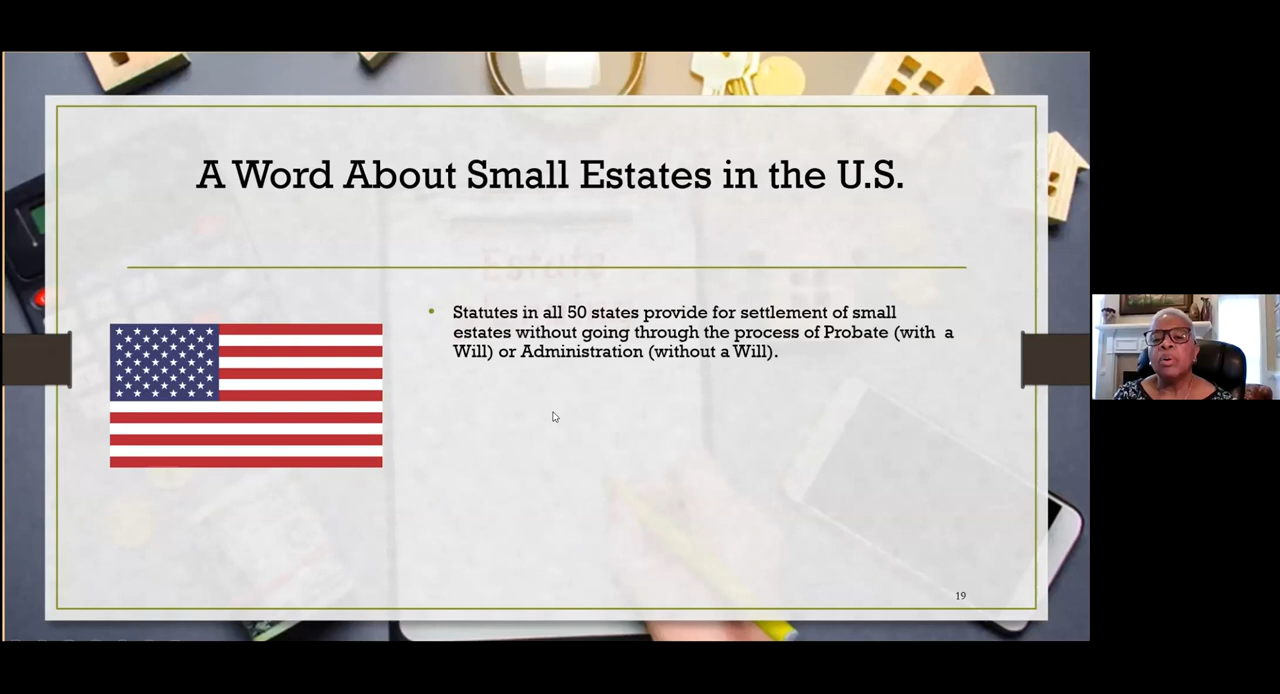 A Word About Small Estates in the U.S.
Estate
• Statutes in all 50 states provide for settlement of small
estates without going through the process of Probate (with a
Will) or Administration (without a Will).
19